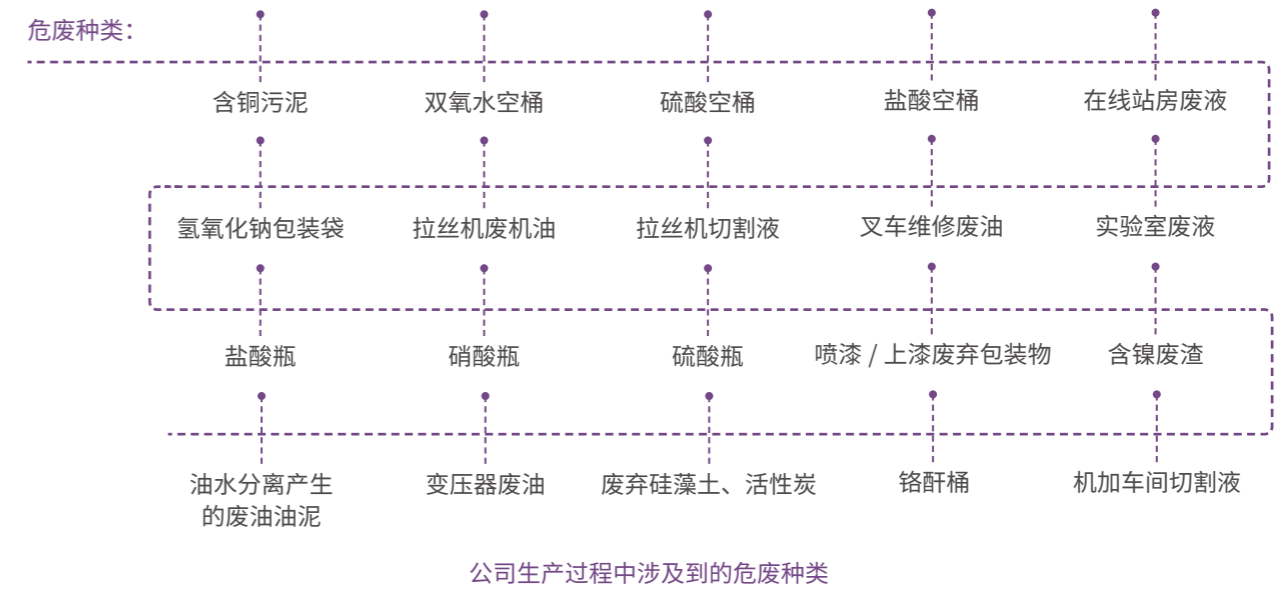 危废种类：
含铜污泥
双氧水空桶
硫酸空桶
盐酸空桶
在线站房废液
氢氧化钠包装袋
拉丝机废机油
拉丝机切割液
叉车维修废油
实验室废液
盐酸瓶
硝酸瓶
硫酸瓶
喷漆 / 上漆废弃包装物
含镍废渣
油水分离产生
的废油油泥
变压器废油
废弃硅藻土、活性炭
铬酐桶
机加车间切割液
公司生产过程中涉及到的危废种类